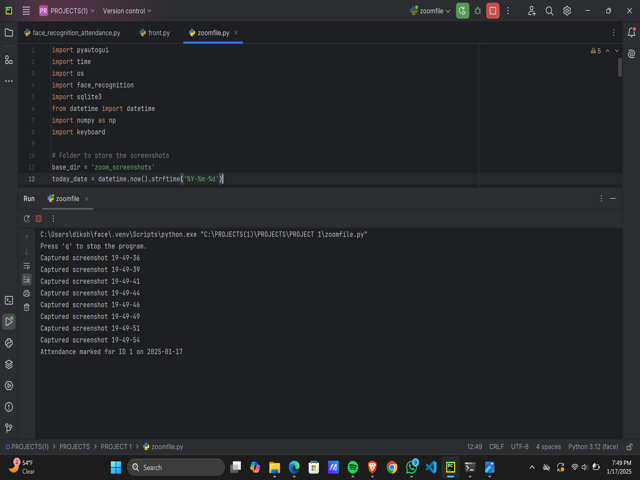 PR PROJECTS(1) Version control zoomfile
face_recognition_attendance.py front.py zoomfile.py
5
1 import pyautogui
2 import time
3 import os
4 import face_recognition
5 import sqlite3
6 from datetime import datetime
7 import numpy as np
8 import keyboard
9
10 # Folder to store the screenshots
11 base_dir = 'zoom_screenshots'
12 today_date = datetime.now().strftime('%Y-%m-%d')
Run zoomfile
C:\Users\diksh\face\.venv\Scripts\python.exe "C:\PROJECTS(1)\PROJECTS\PROJECT 1\zoomfile.py"
Press 'q' to stop the program.
Captured screenshot 19-49-36
Captured screenshot 19-49-39
Captured screenshot 19-49-41
Captured screenshot 19-49-44
Captured screenshot 19-49-46
Captured screenshot 19-49-49
Captured screenshot 19-49-51
Captured screenshot 19-49-54
Attendance marked for ID 1 on 2025-01-17
PROJECTS(1) > PROJECTS > PROJECT 1 > zoomfile.py 12:49 CRLF UTF-8 4 spaces Python 3.12 (face)
54°F
Clear
Search
7:49 PM
1/17/2025